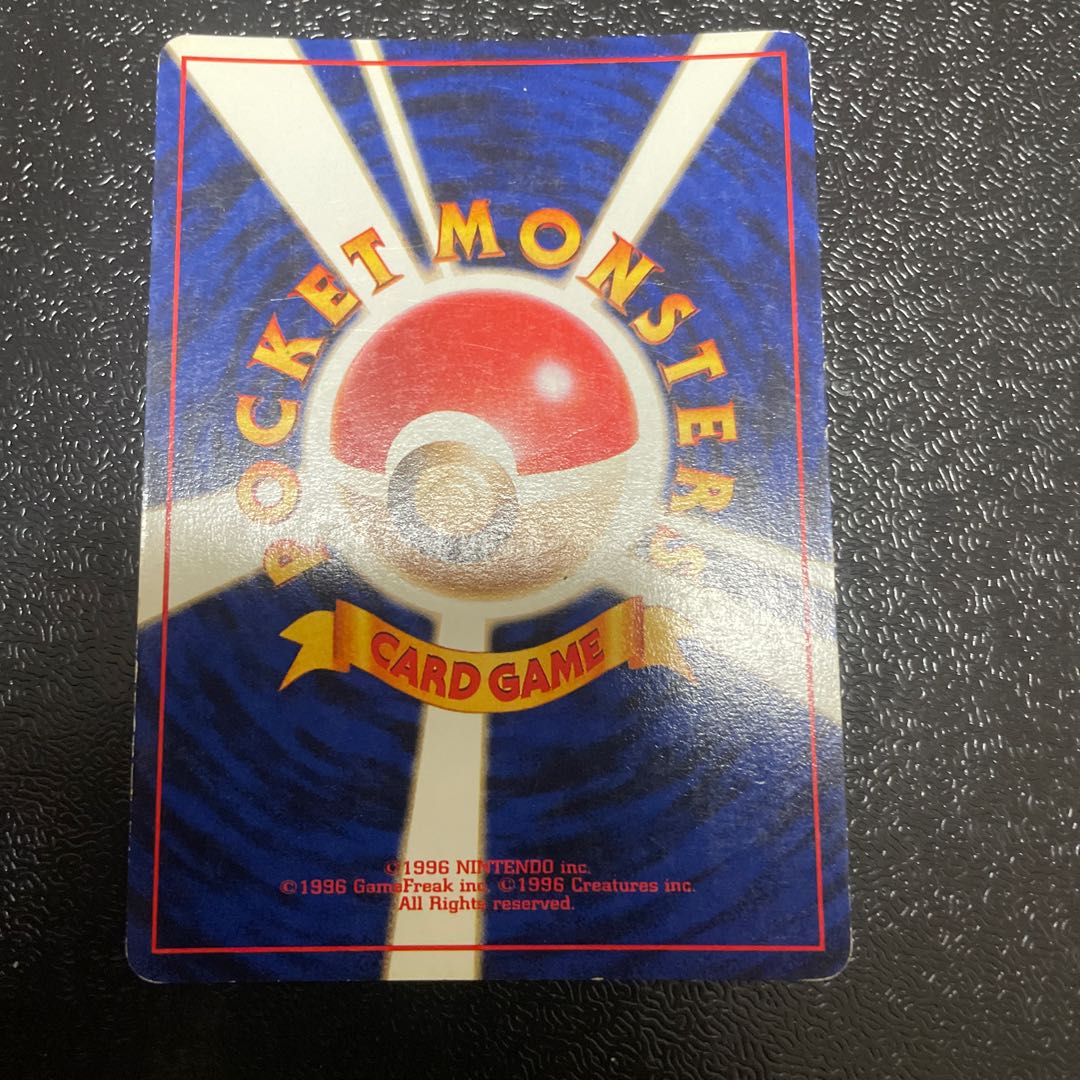 POCKET MONSTERS
CARD GAME
©1996 NINTENDO inc.
©1996 GameFreak inc. ©1996 Creatures inc.
All Rights reserved.